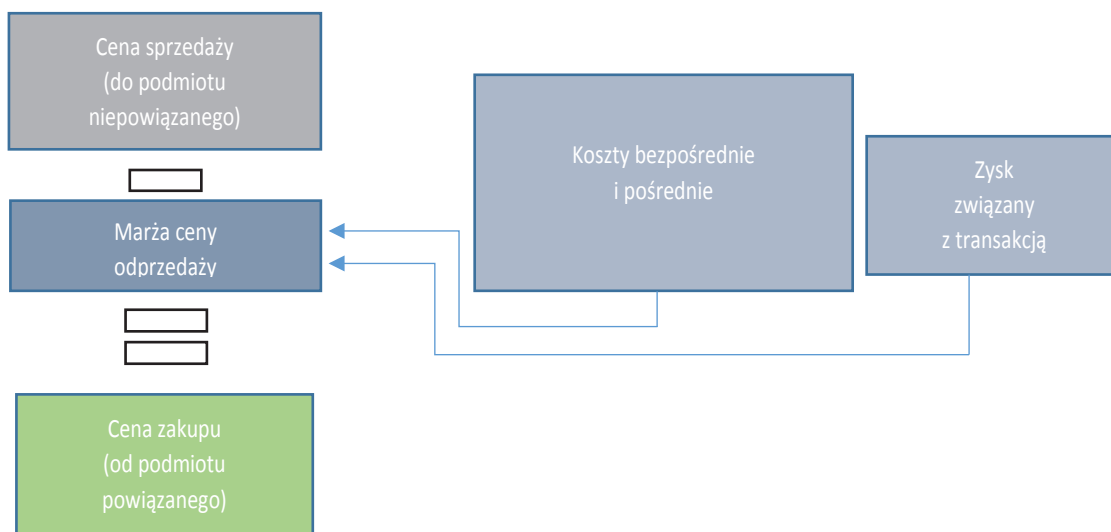 Cena sprzedaży
(do podmiotu
niepowiązanego)
Koszty bezpośrednie
i pośrednie
Zysk
związany
z transakcją
Marża ceny
odprzedaży
Cena zakupu
(od podmiotu
powiązanego)